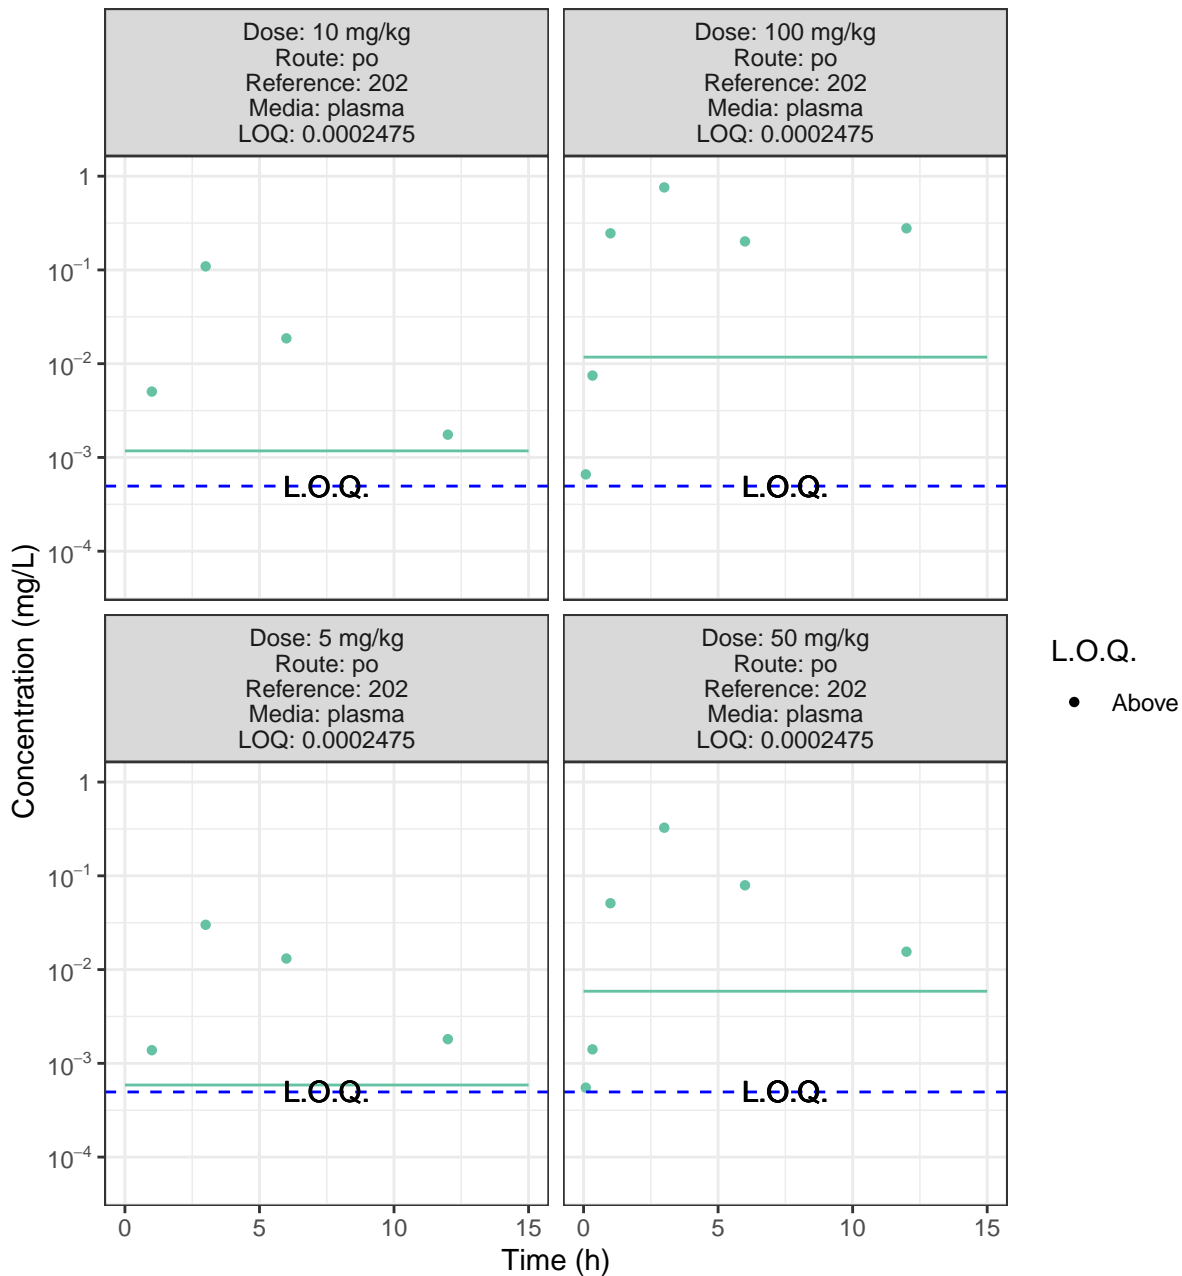 Dose: 10 mg/kg
Route: po
Reference: 202
Media: plasma
LOQ: 0.0002475
Dose: 100 mg/kg
Route: po
Reference: 202
Media: plasma
LOQ: 0.0002475
1
10⁻¹
10⁻²
10⁻³
10⁻⁴
L.O.Q.
L.O.Q.
Concentration (mg/L)
Dose: 5 mg/kg
Route: po
Reference: 202
Media: plasma
LOQ: 0.0002475
Dose: 50 mg/kg
Route: po
Reference: 202
Media: plasma
LOQ: 0.0002475
1
10⁻¹
10⁻²
10⁻³
10⁻⁴
L.O.Q.
L.O.Q.
0 5 10 15
0 5 10 15
Time (h)
L.O.Q.
Above